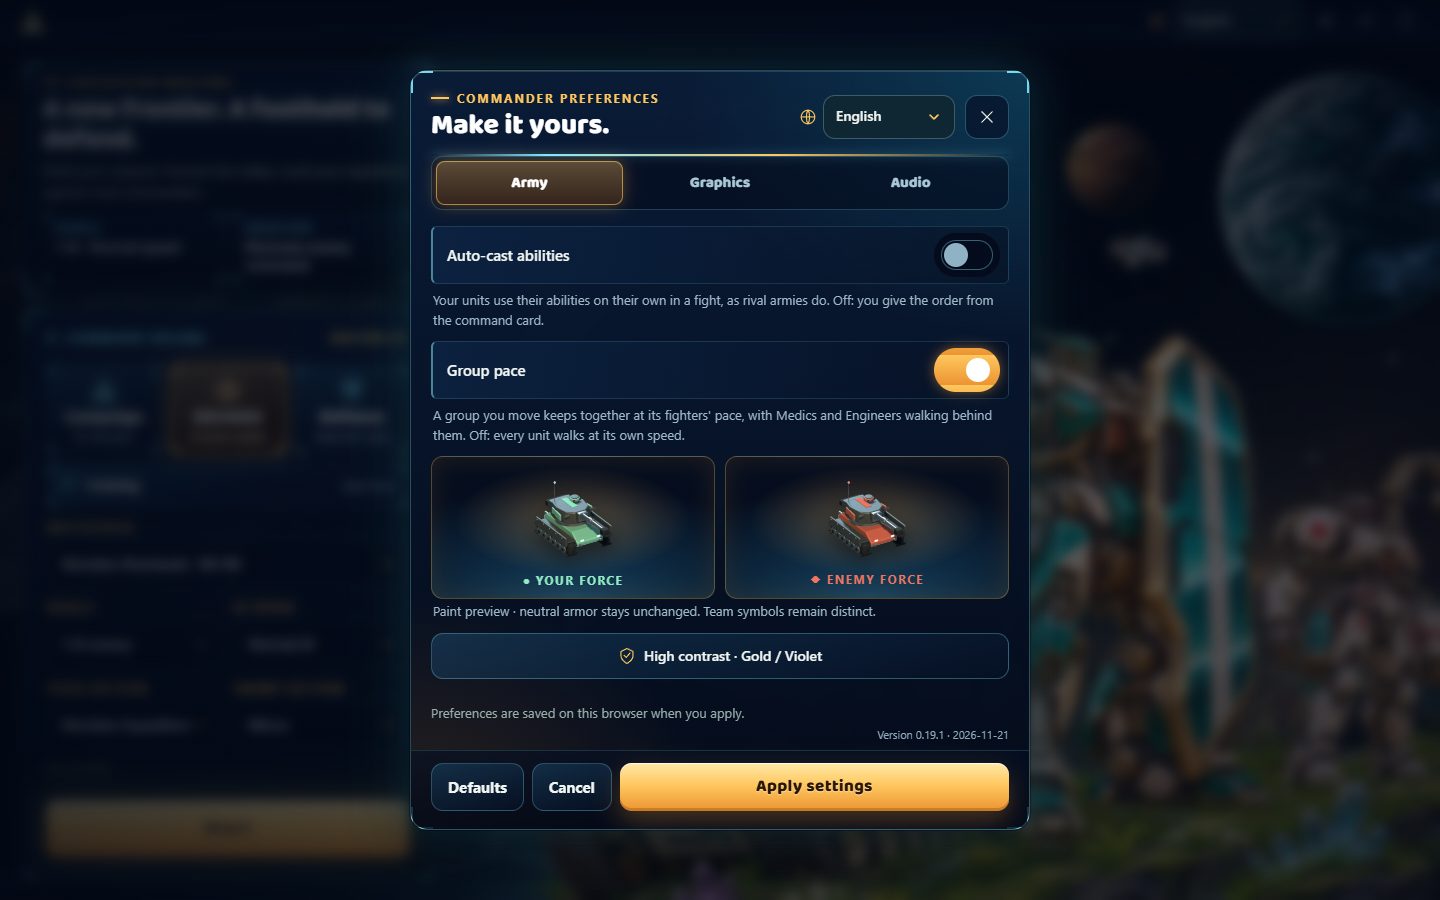 COMMANDER PREFERENCES
Make it yours.
English
Army
Graphics
Audio
Auto-cast abilities
Your units use their abilities on their own in a fight, as rival armies do. Off: you give the order from
the command card.
Group pace
A group you move keeps together at its fighters' pace, with Medics and Engineers walking behind
them. Off: every unit walks at its own speed.
YOUR FORCE
ENEMY FORCE
Paint preview · neutral armor stays unchanged. Team symbols remain distinct.
High contrast · Gold / Violet
Preferences are saved on this browser when you apply.
Version 0.19.1 · 2026-11-21
Defaults
Cancel
Apply settings